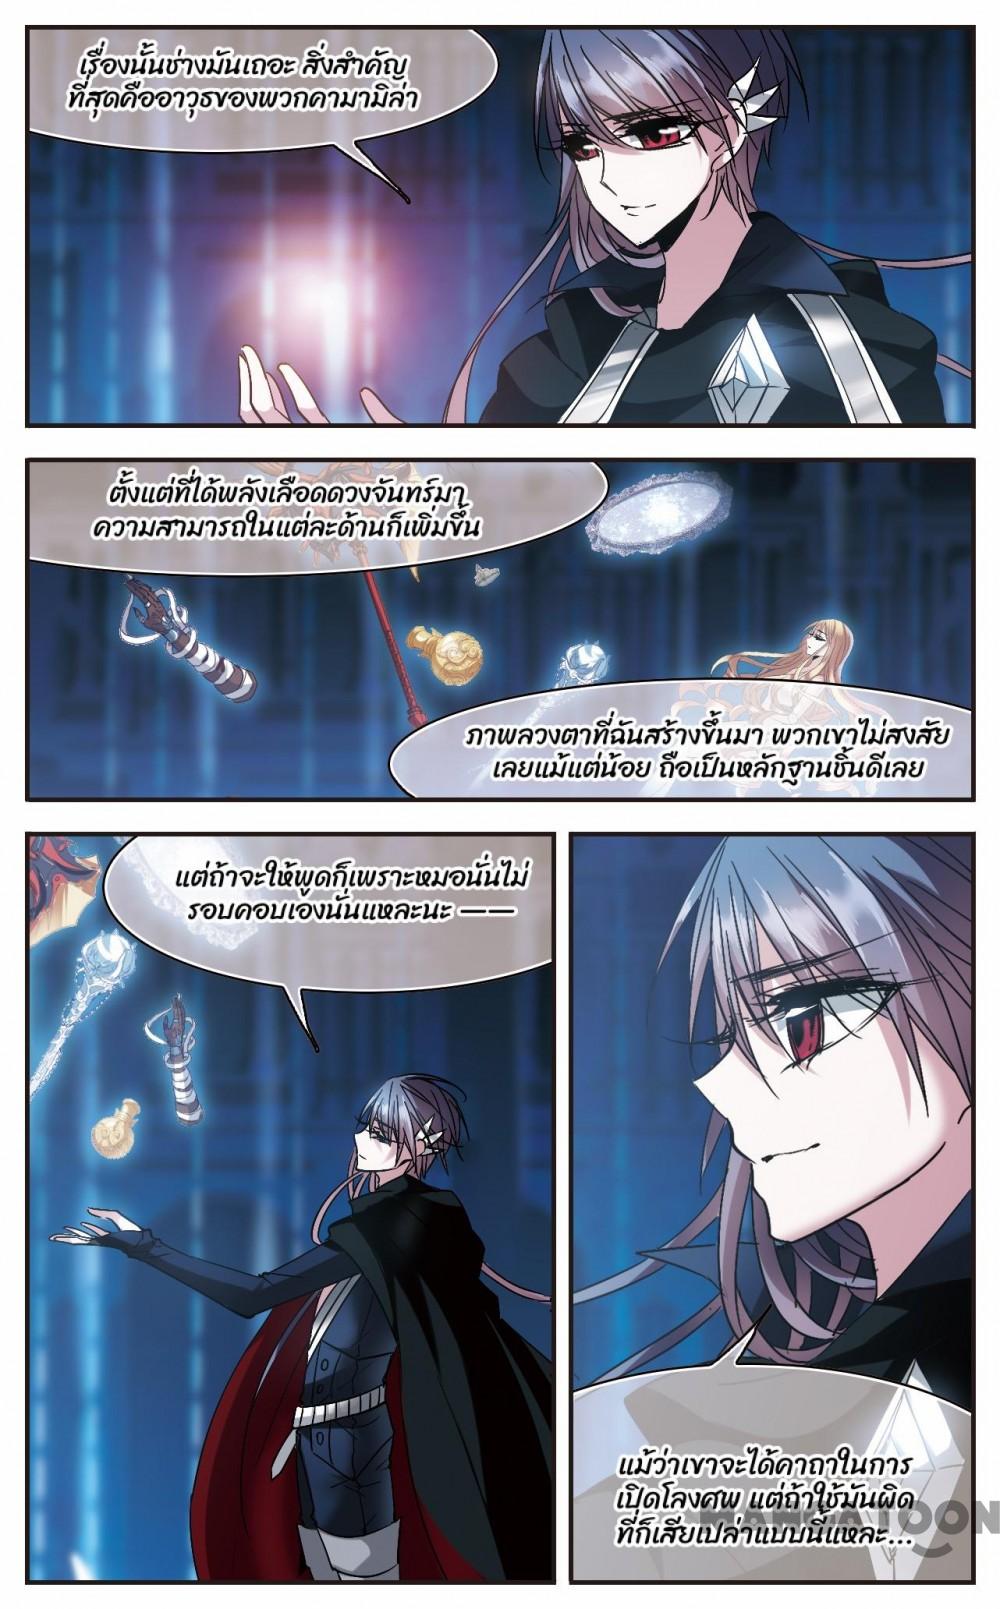 เรื่องนั้นช่างมันเถอะ สิ่งสำคัญ
ที่สุดคืออาวุธของพวกคามามิล่า
ตั้งแต่ที่ได้พลังเลือดดวงจันทร์มา
ความสามารถในแต่ละด้านก็เพิ่มขึ้น
ภาพลวงตาที่ฉันสร้างขึ้นมา พวกเขาไม่สงสัย
เลยแม้แต่น้อย ถือเป็นหลักฐานชิ้นดีเลย
แต่ถ้าจะให้พูดก็เพราะหมอนั่นไม่
รอบคอบเองนั่นแหละนะ ——
แม้ว่าเขาจะได้คาถาในการ
เปิดโลงศพ แต่ถ้าใช้มันผิด
ที่ก็เสียเปล่าแบบนี้แหละ...
MANGATOON